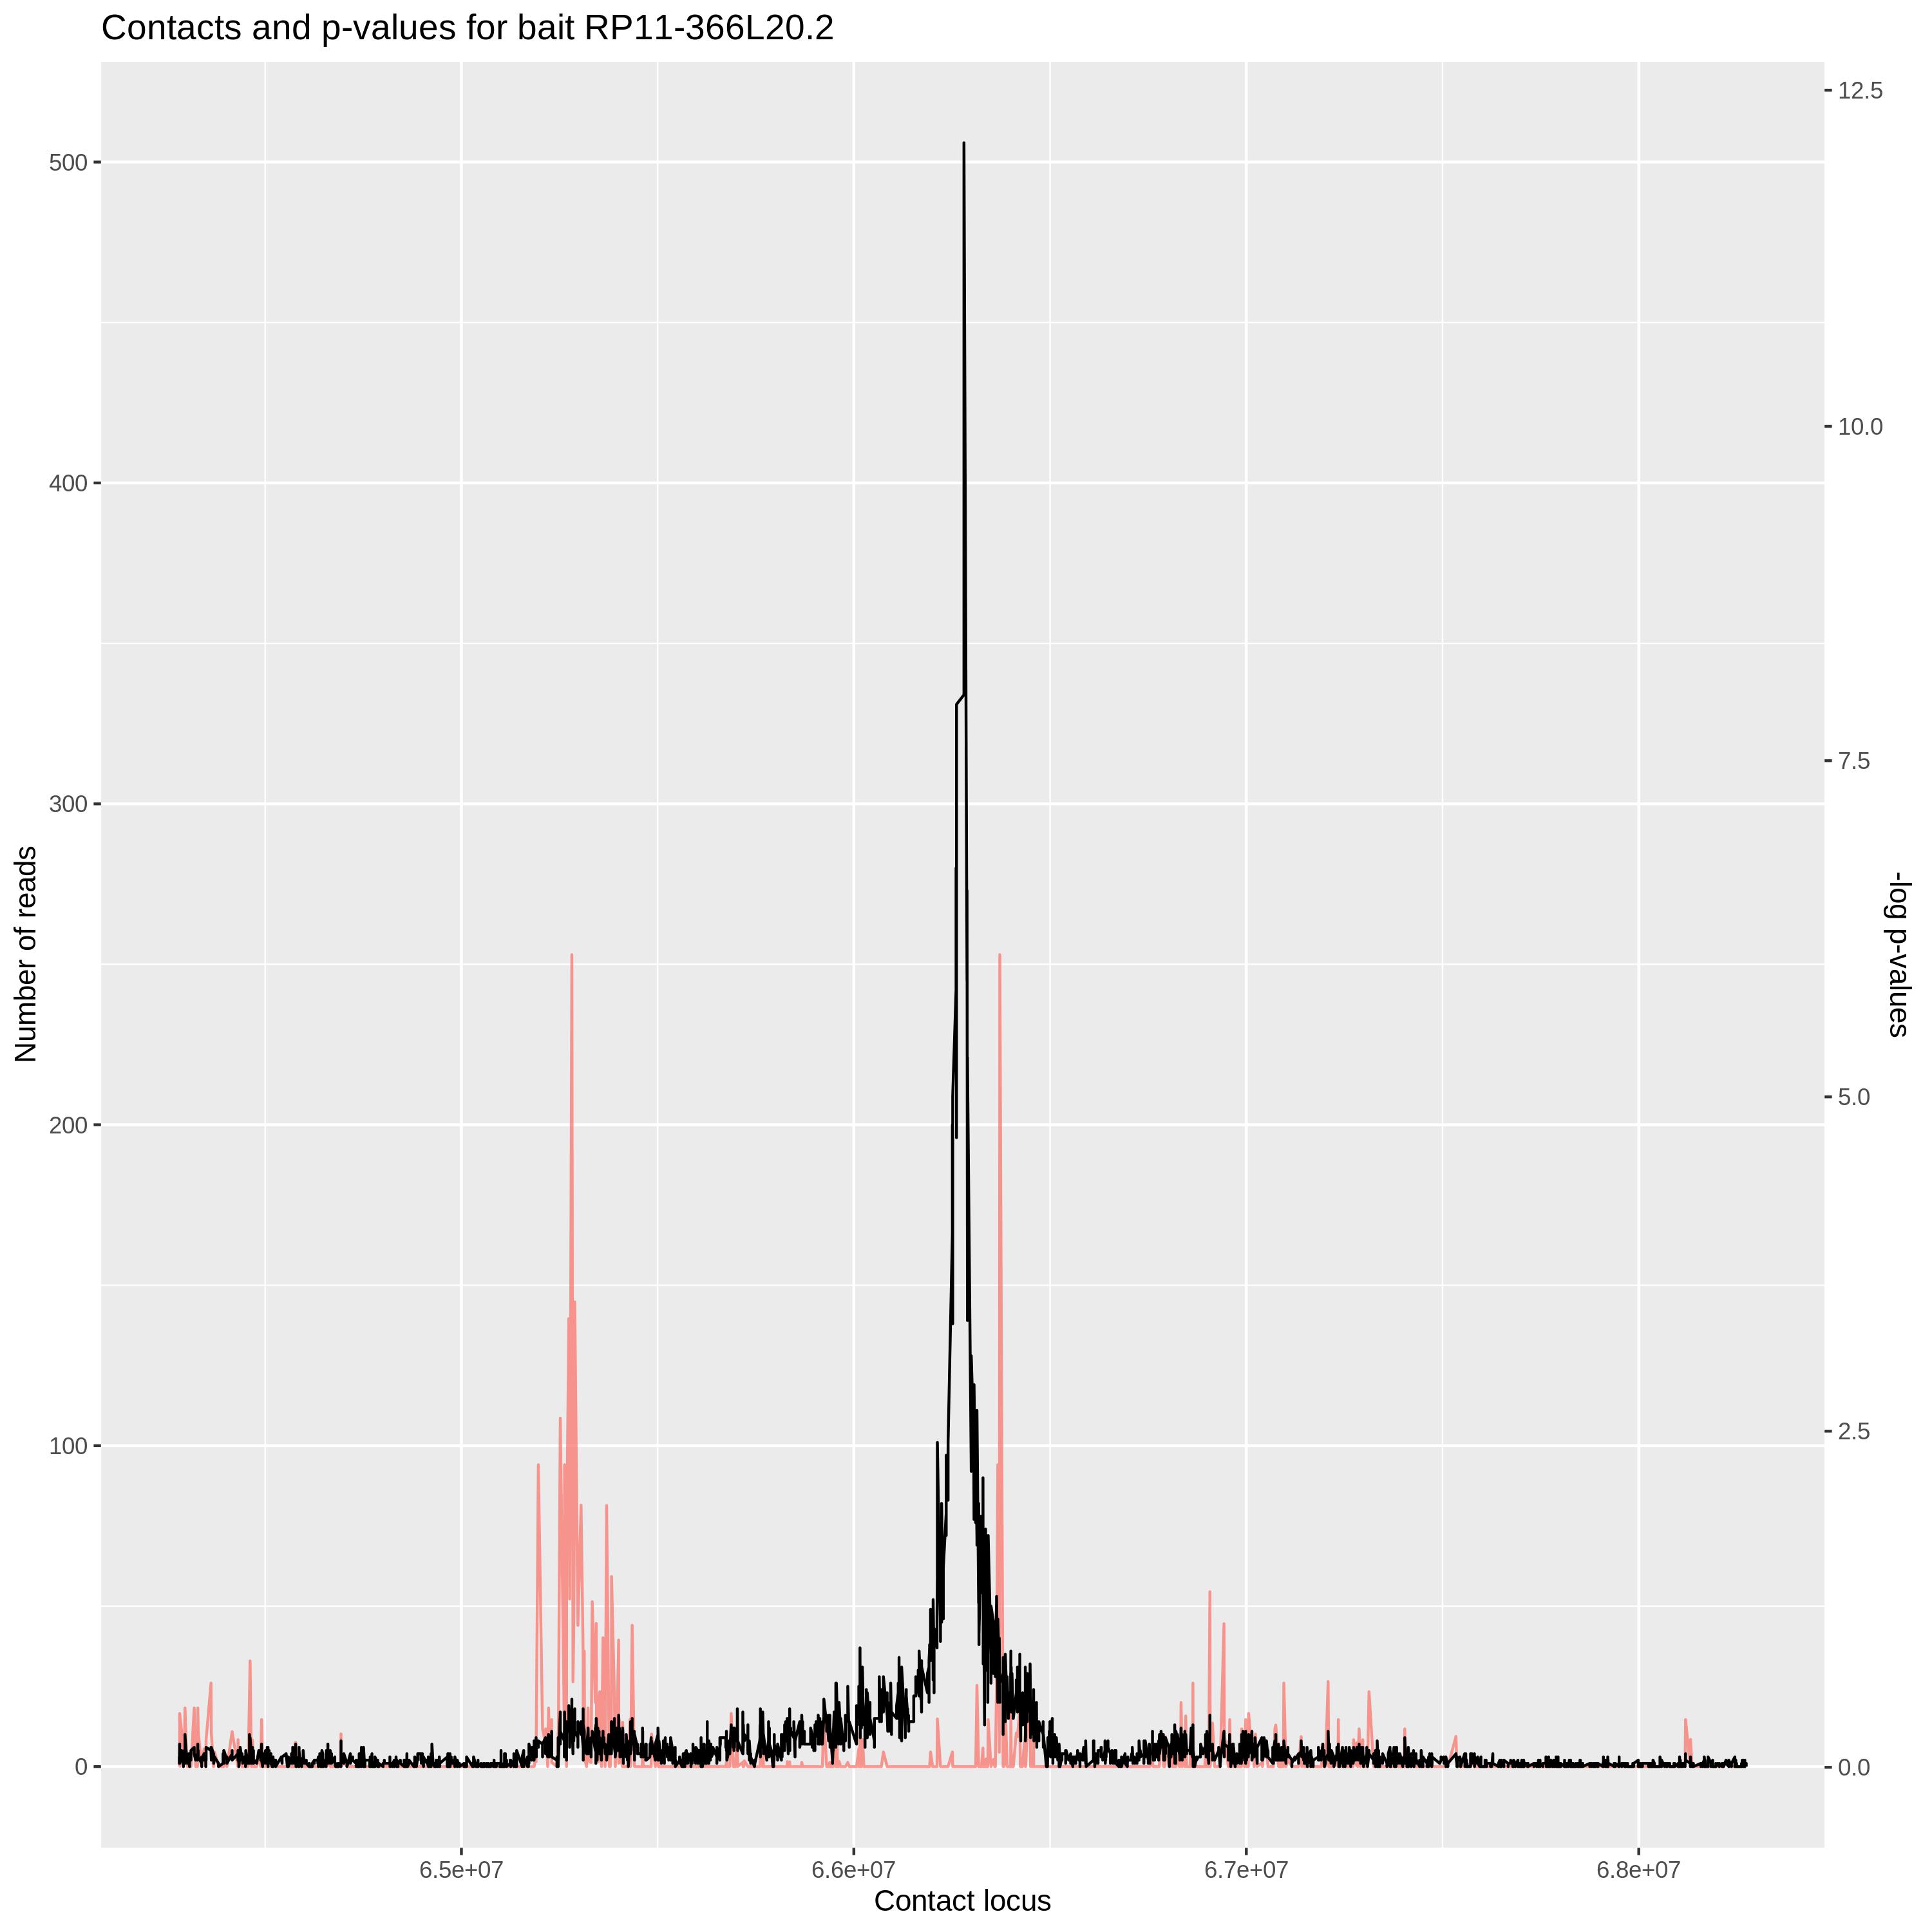 Contacts and p-values for bait RP11-366L20.2
500
400
300
200
100
0
Number of reads
12.5
10.0
7.5
5.0
2.5
0.0
-log p-values
6.5e+07 6.6e+07 6.7e+07 6.8e+07
Contact locus